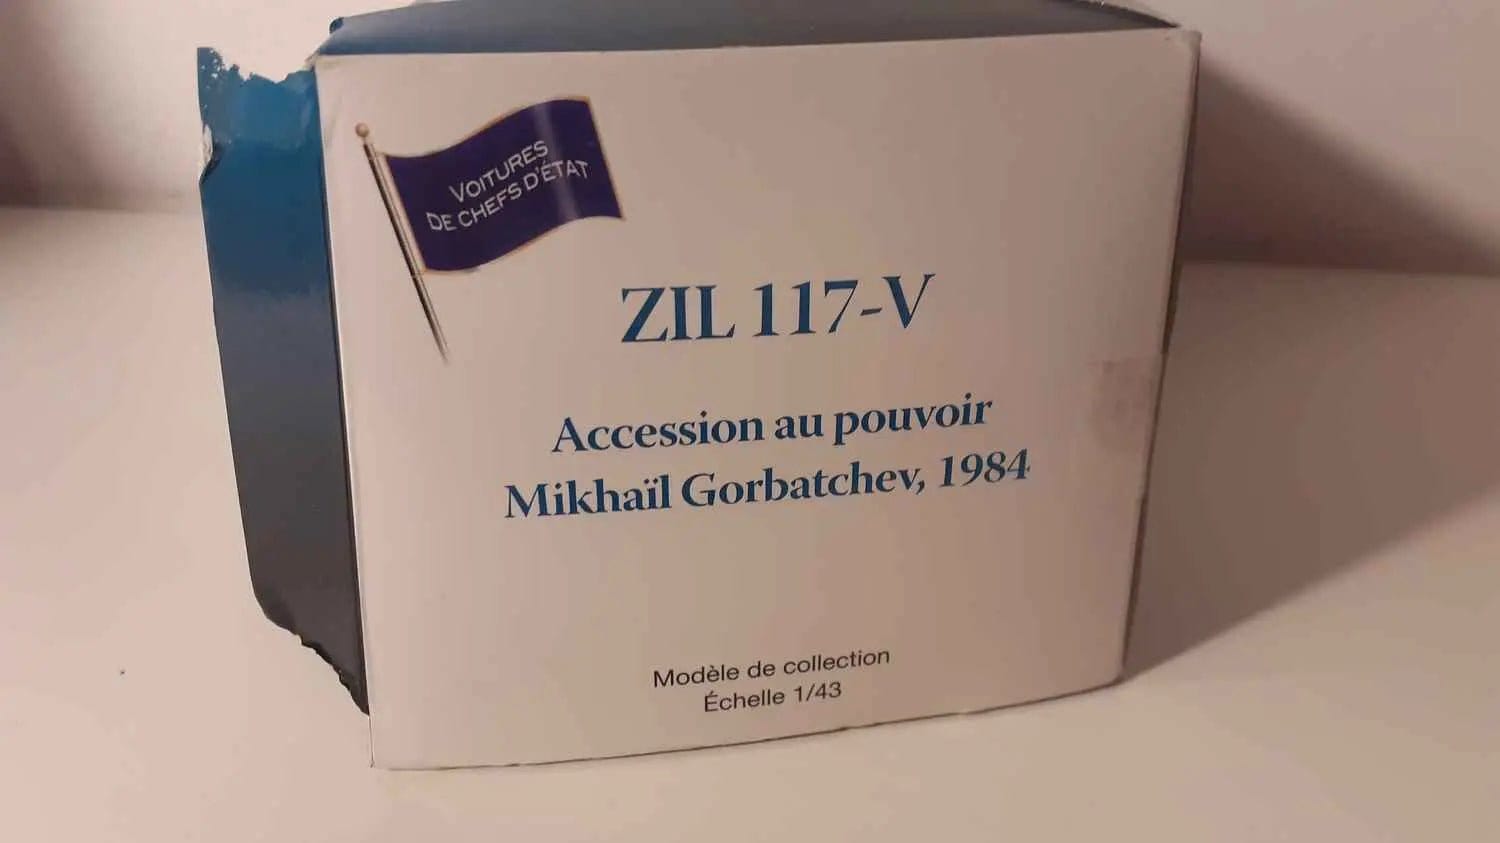 VOITURES
DE CHEFS D'ÉTAT
ZIL 117-V
Accession au pouvoir
Mikhaïl Gorbatchev, 1984
Modèle de collection
Échelle 1/43